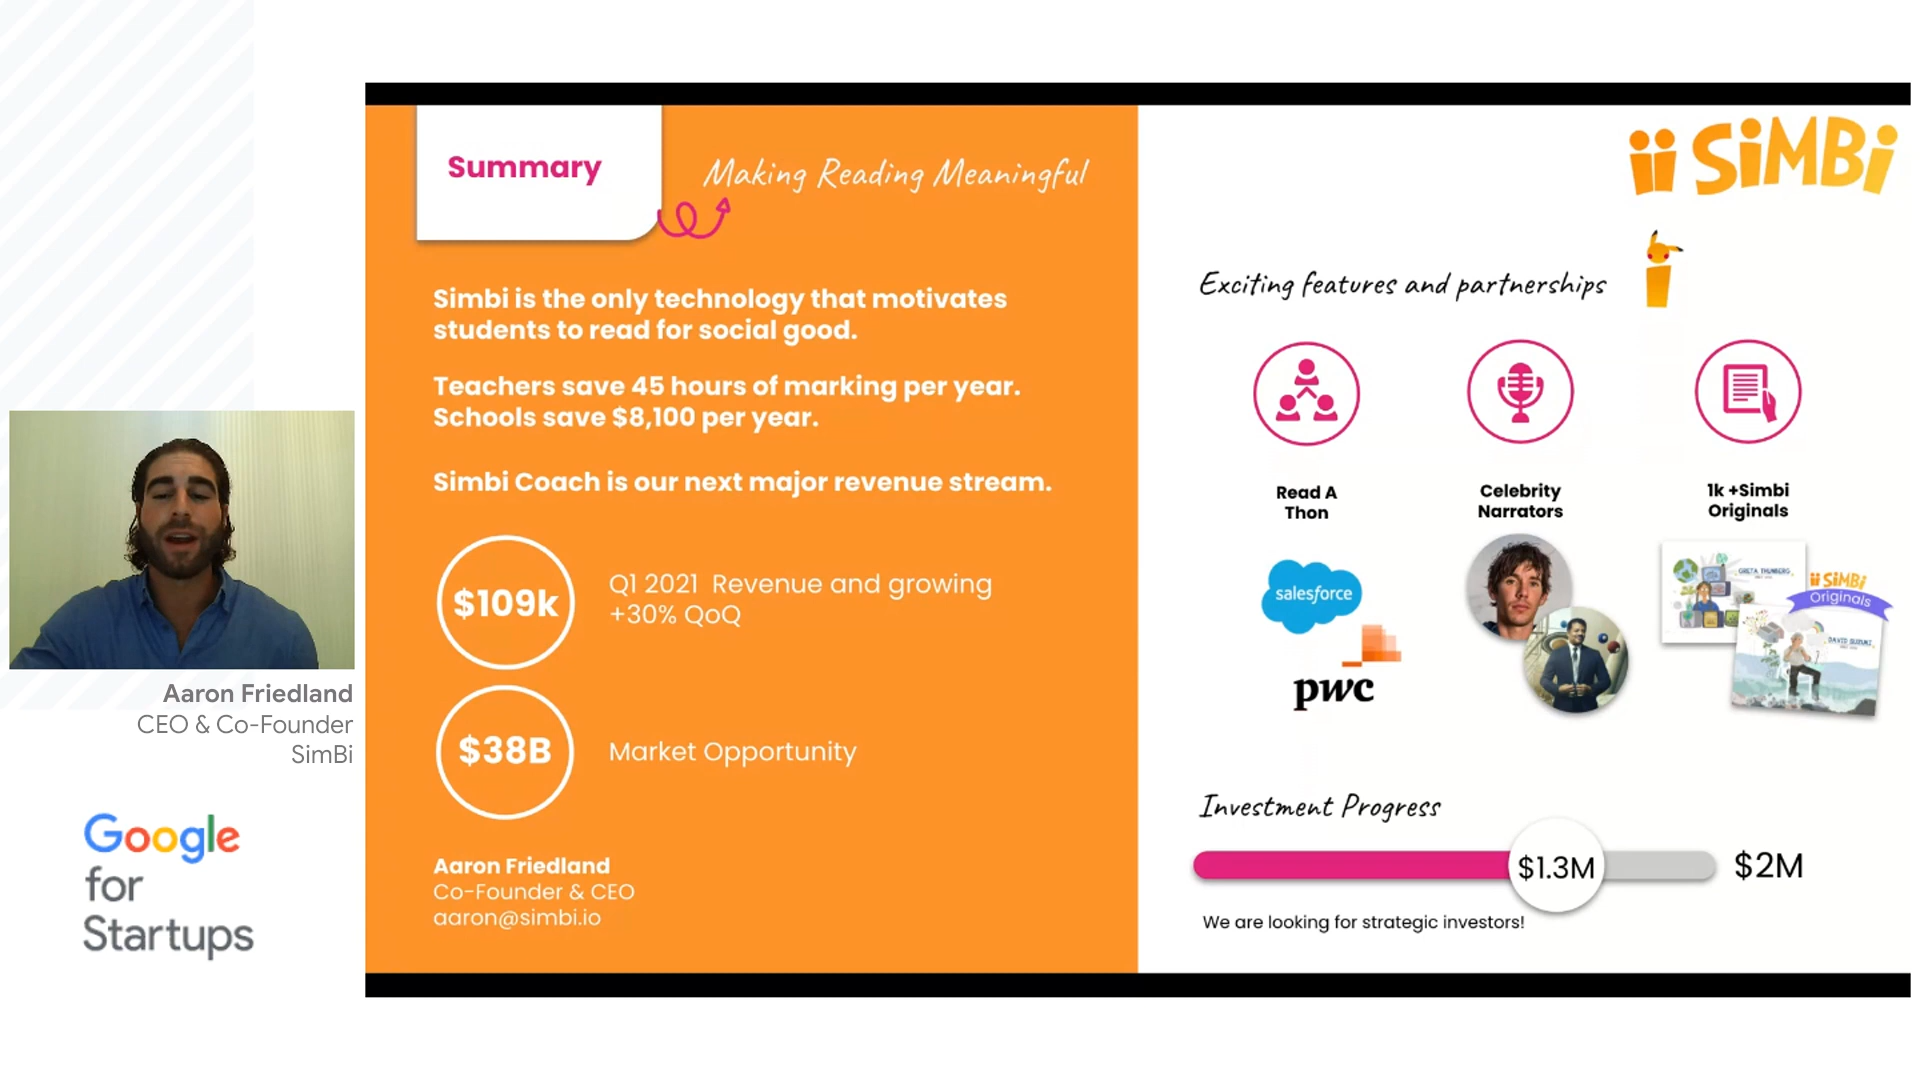 Summary
Making Reading Meaningful
Simbi is the only technology that motivates
students to read for social good.
Teachers save 45 hours of marking per year.
Schools save $8,100 per year.
Simbi Coach is our next major revenue stream.
$109k
Q1 2021 Revenue and growing
+30% QoQ
$38B
Market Opportunity
Aaron Friedland
Co-Founder & CEO
aaron@simbi.io
SiMBi
Exciting features and partnerships
Read A
Thon
Celebrity
Narrators
1k +Simbi
Originals
salesforce
pwc
GRETA THUNBERG
SiMBi
Originals
DAVID SUZUKI
Investment Progress
$1.3M
$2M
We are looking for strategic investors!
Aaron Friedland
CEO & Co-Founder
SimBi
Google
for
Startups